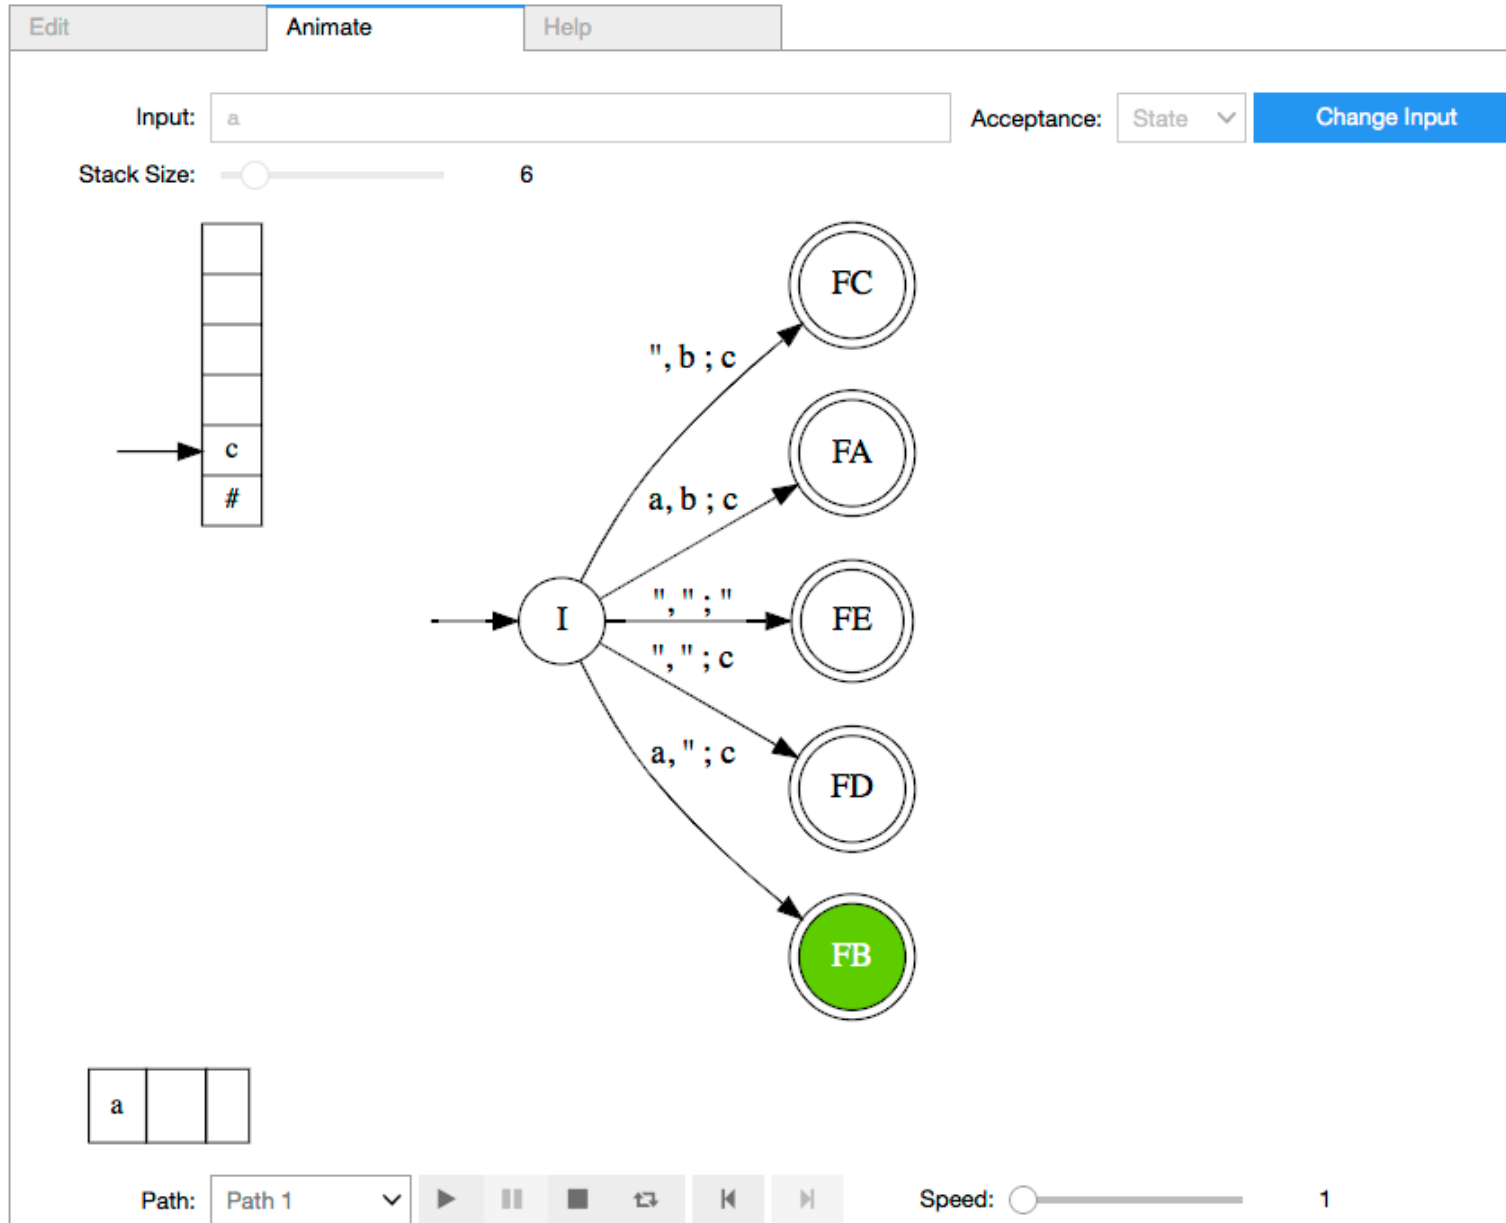 Edit Animate Help
Input: a Acceptance: State Change Input
Stack Size: 6
FC
", b ; c
c
FA
#
a, b ; c
", " ; "
I
FE
", " ; c
a, " ; c
FD
FB
a
Path: Path 1 Speed: 1